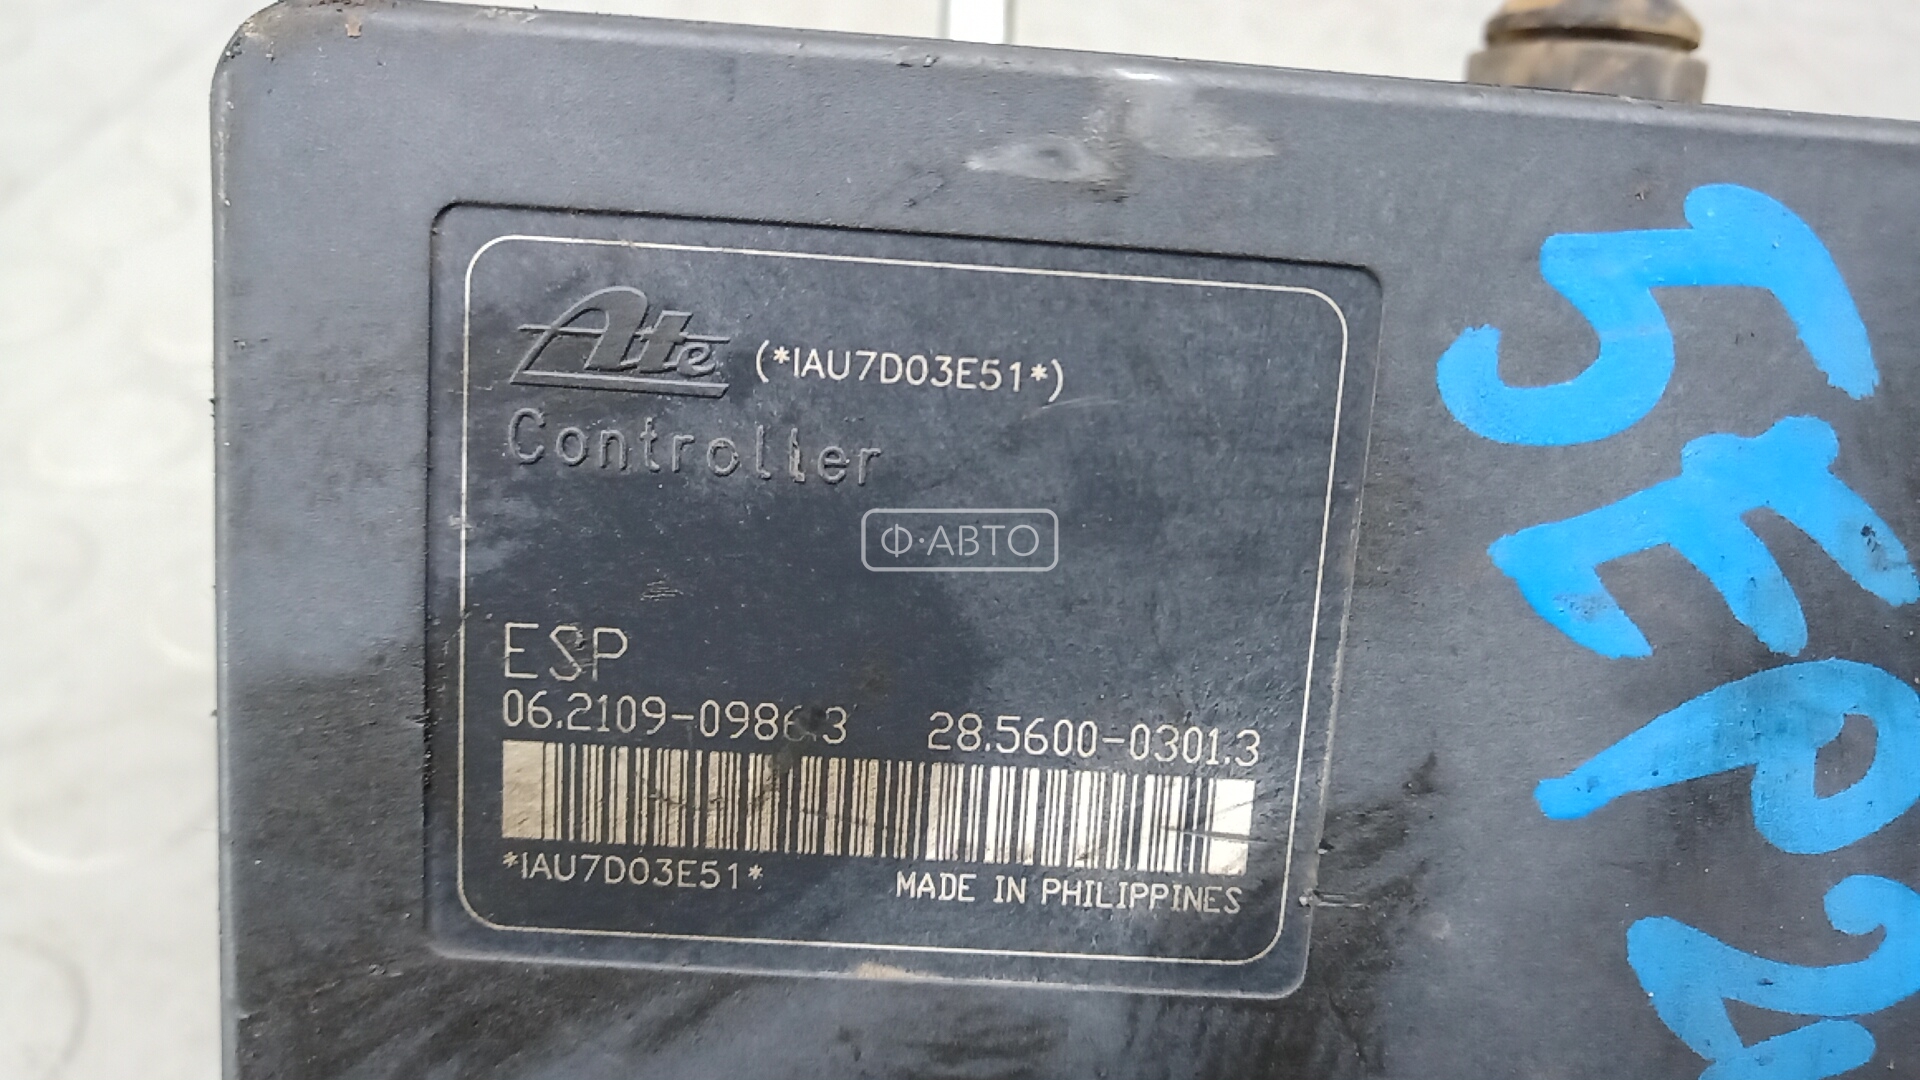 Ate (*IAU7D03E51*)
Controller
Ф·АВТО
ESP
06.2109-0986.3 28.5600-0301.3
*IAU7D03E51*
MADE IN PHILIPPINES